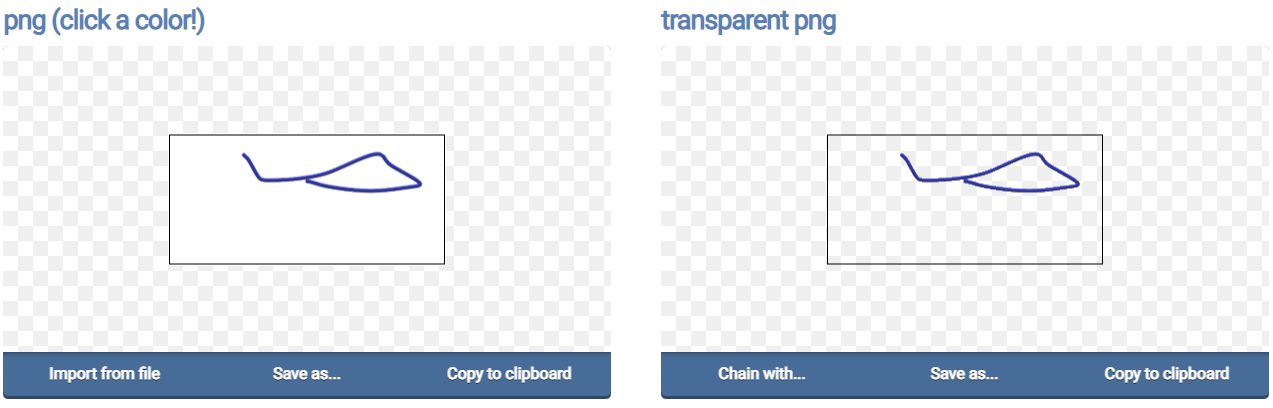 png (click a color!)
transparent png
Import from file
Save as...
Copy to clipboard
Chain with...
Save as...
Copy to clipboard